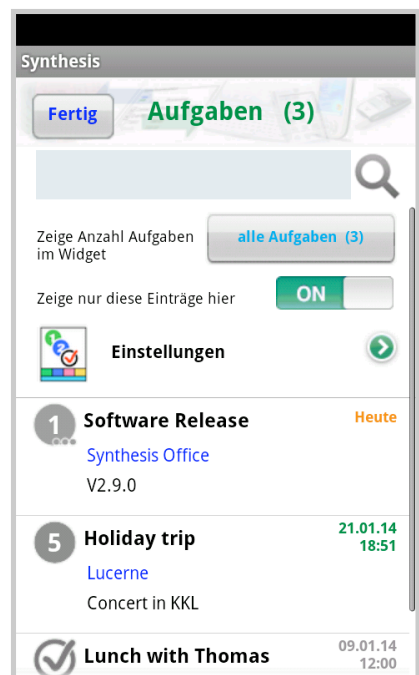 Synthesis
Fertig
Aufgaben (3)
Zeige Anzahl Aufgaben
im Widget
alle Aufgaben (3)
Zeige nur diese Einträge hier
ON
Einstellungen
1
Software Release
Heute
Synthesis Office
V2.9.0
5
Holiday trip
21.01.14
18:51
Lucerne
Concert in KKL
Lunch with Thomas
09.01.14
12:00